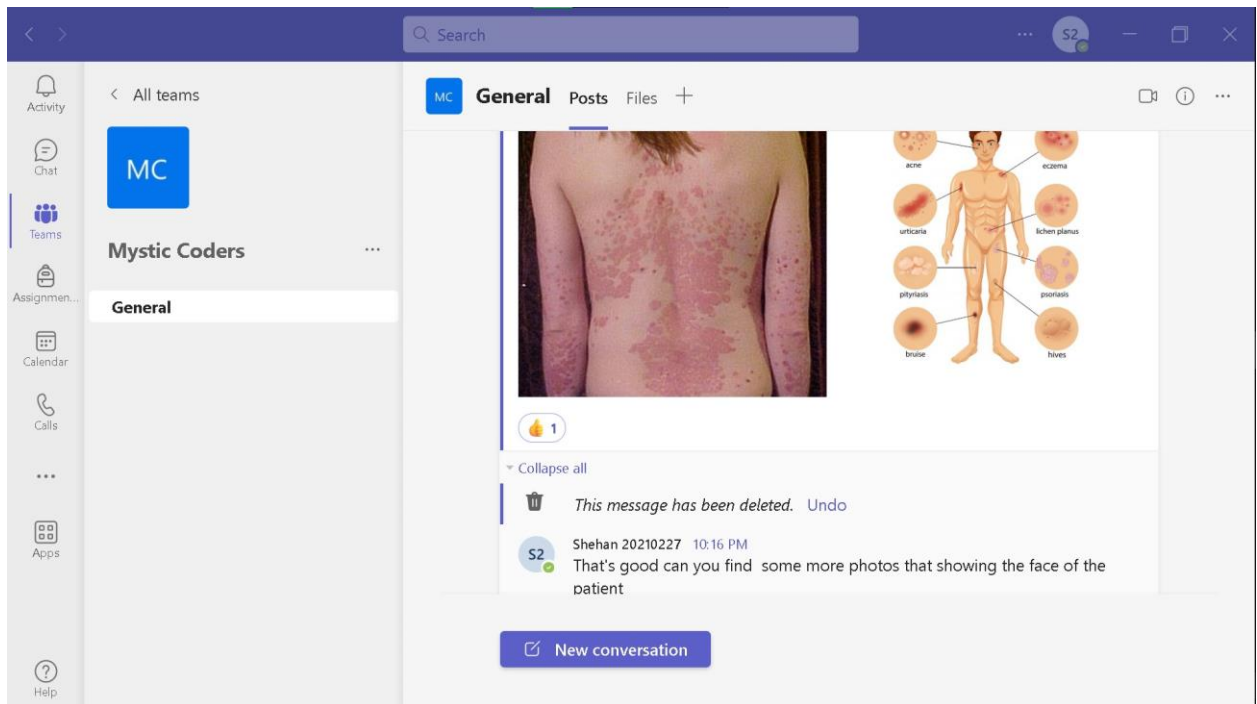 Search
S2
Activity
Chat
Teams
Assignmen...
Calendar
Calls
Apps
Help
All teams
MC
Mystic Coders
General
MC General Posts Files
acne
eczema
urticaria
lichen planus
pityriasis
psoriasis
bruise
hives
1
Collapse all
This message has been deleted. Undo
S2
Shehan 20210227 10:16 PM
That's good can you find some more photos that showing the face of the
patient
New conversation